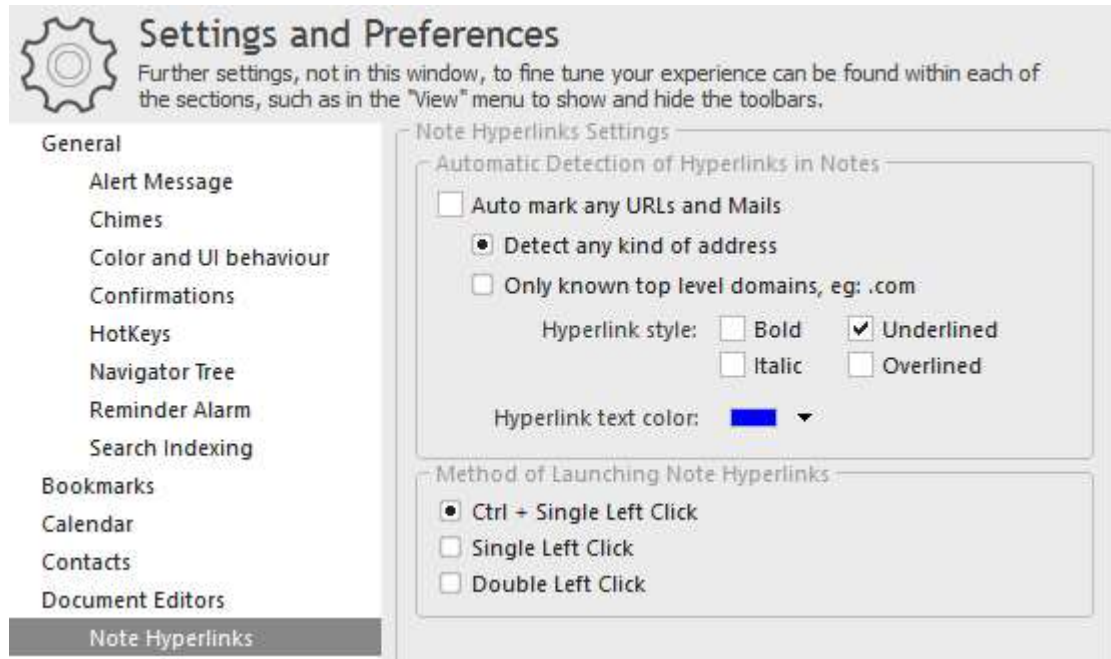 Settings and Preferences
Further settings, not in this window, to fine tune your experience can be found within each of
the sections, such as in the "View" menu to show and hide the toolbars.
General
Alert Message
Chimes
Color and UI behaviour
Confirmations
HotKeys
Navigator Tree
Reminder Alarm
Search Indexing
Bookmarks
Calendar
Contacts
Document Editors
Note Hyperlinks
Note Hyperlinks Settings
Automatic Detection of Hyperlinks in Notes
Auto mark any URLs and Mails
Detect any kind of address
Only known top level domains, eg: .com
Hyperlink style: Bold Underlined
Italic Overlined
Hyperlink text color:
Method of Launching Note Hyperlinks
Ctrl + Single Left Click
Single Left Click
Double Left Click